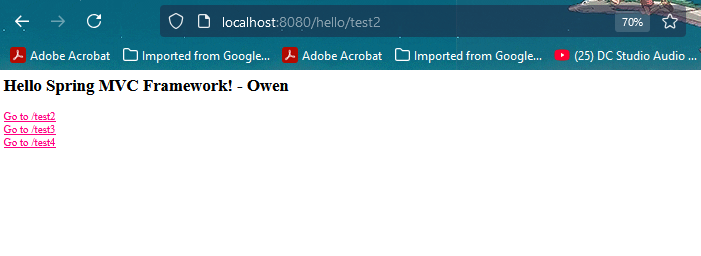 localhost:8080/hello/test2
70%
Adobe Acrobat
Imported from Google...
Adobe Acrobat
Imported from Google...
(25) DC Studio Audio ...
Hello Spring MVC Framework! - Owen
Go to /test2
Go to /test3
Go to /test4